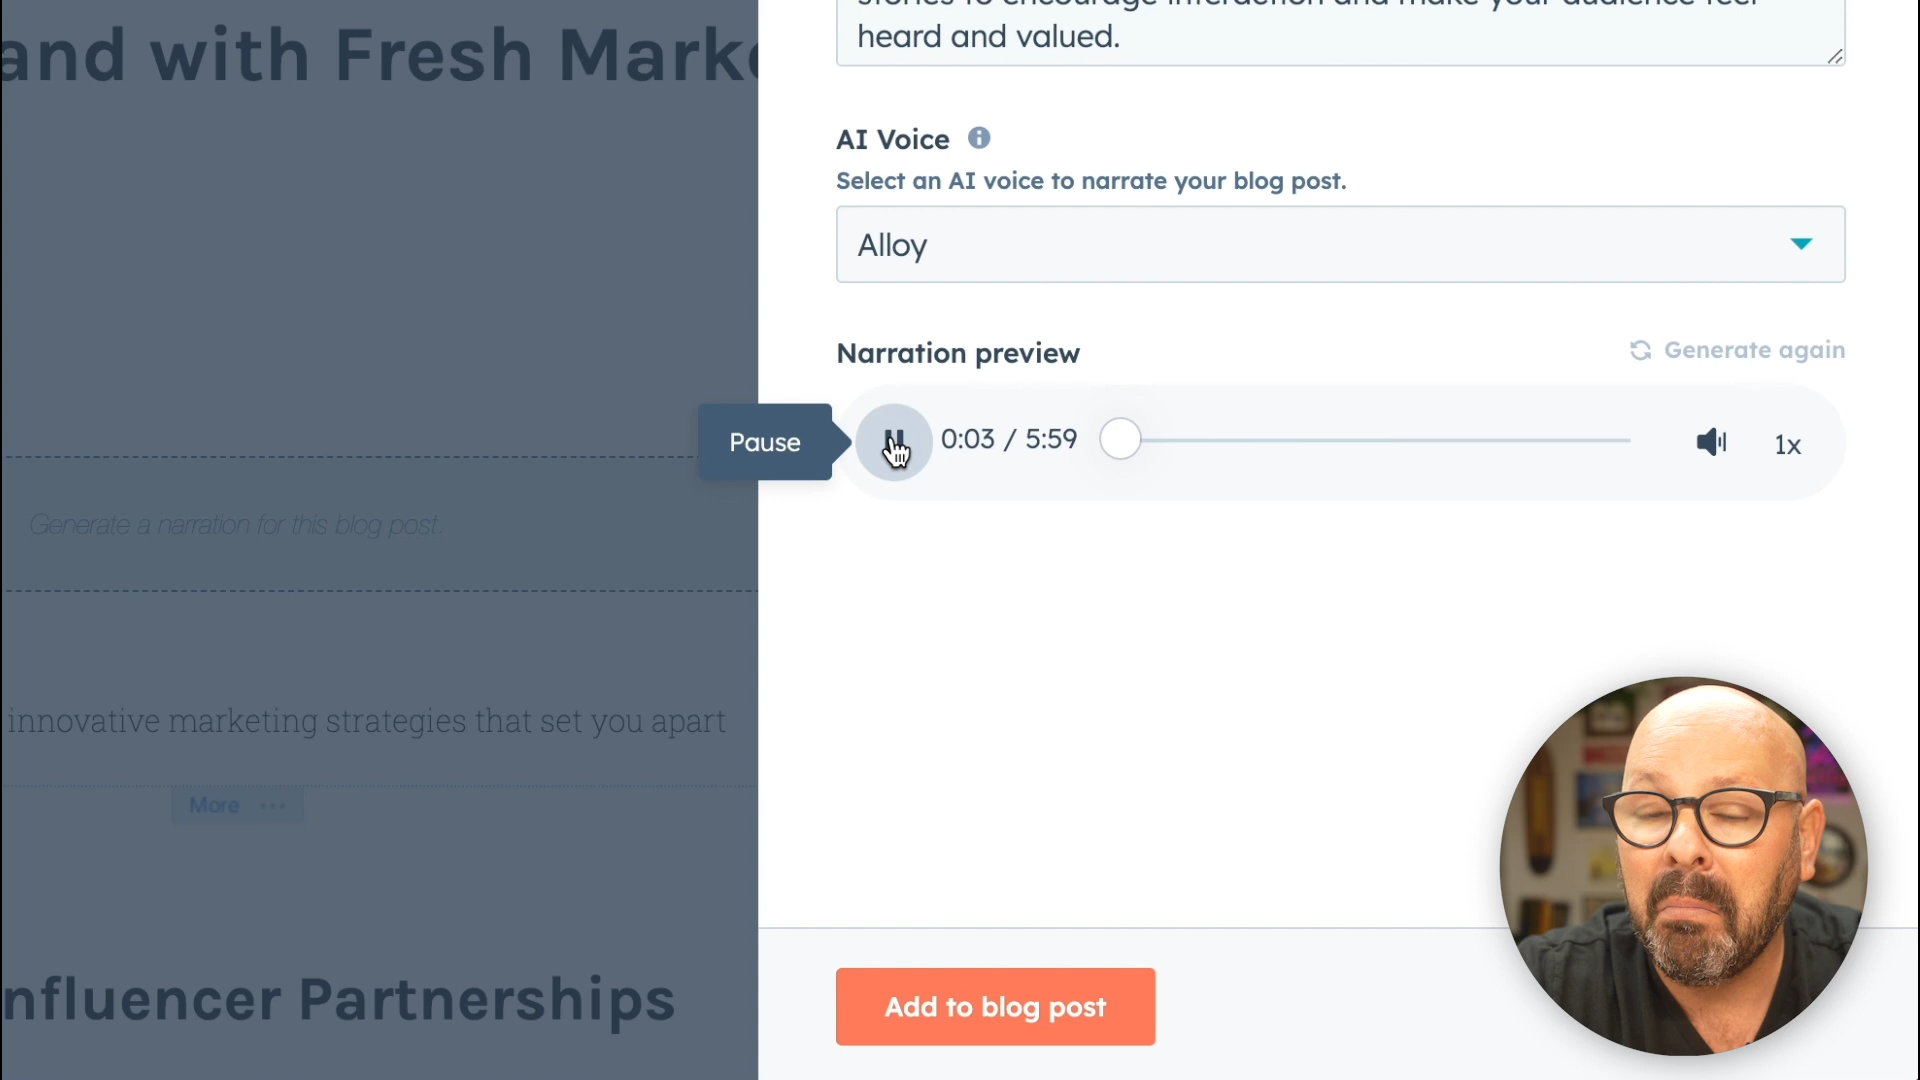 stories to encourage interaction and make your audience feel
heard and valued.
and with Fresh Mark
AI Voice
Select an AI voice to narrate your blog post.
Alloy
Narration preview
Generate again
Pause
0:03 / 5:59
1x
Generate a narration for this blog post.
innovative marketing strategies that set you apart
More
nfluencer Partnerships
Add to blog post